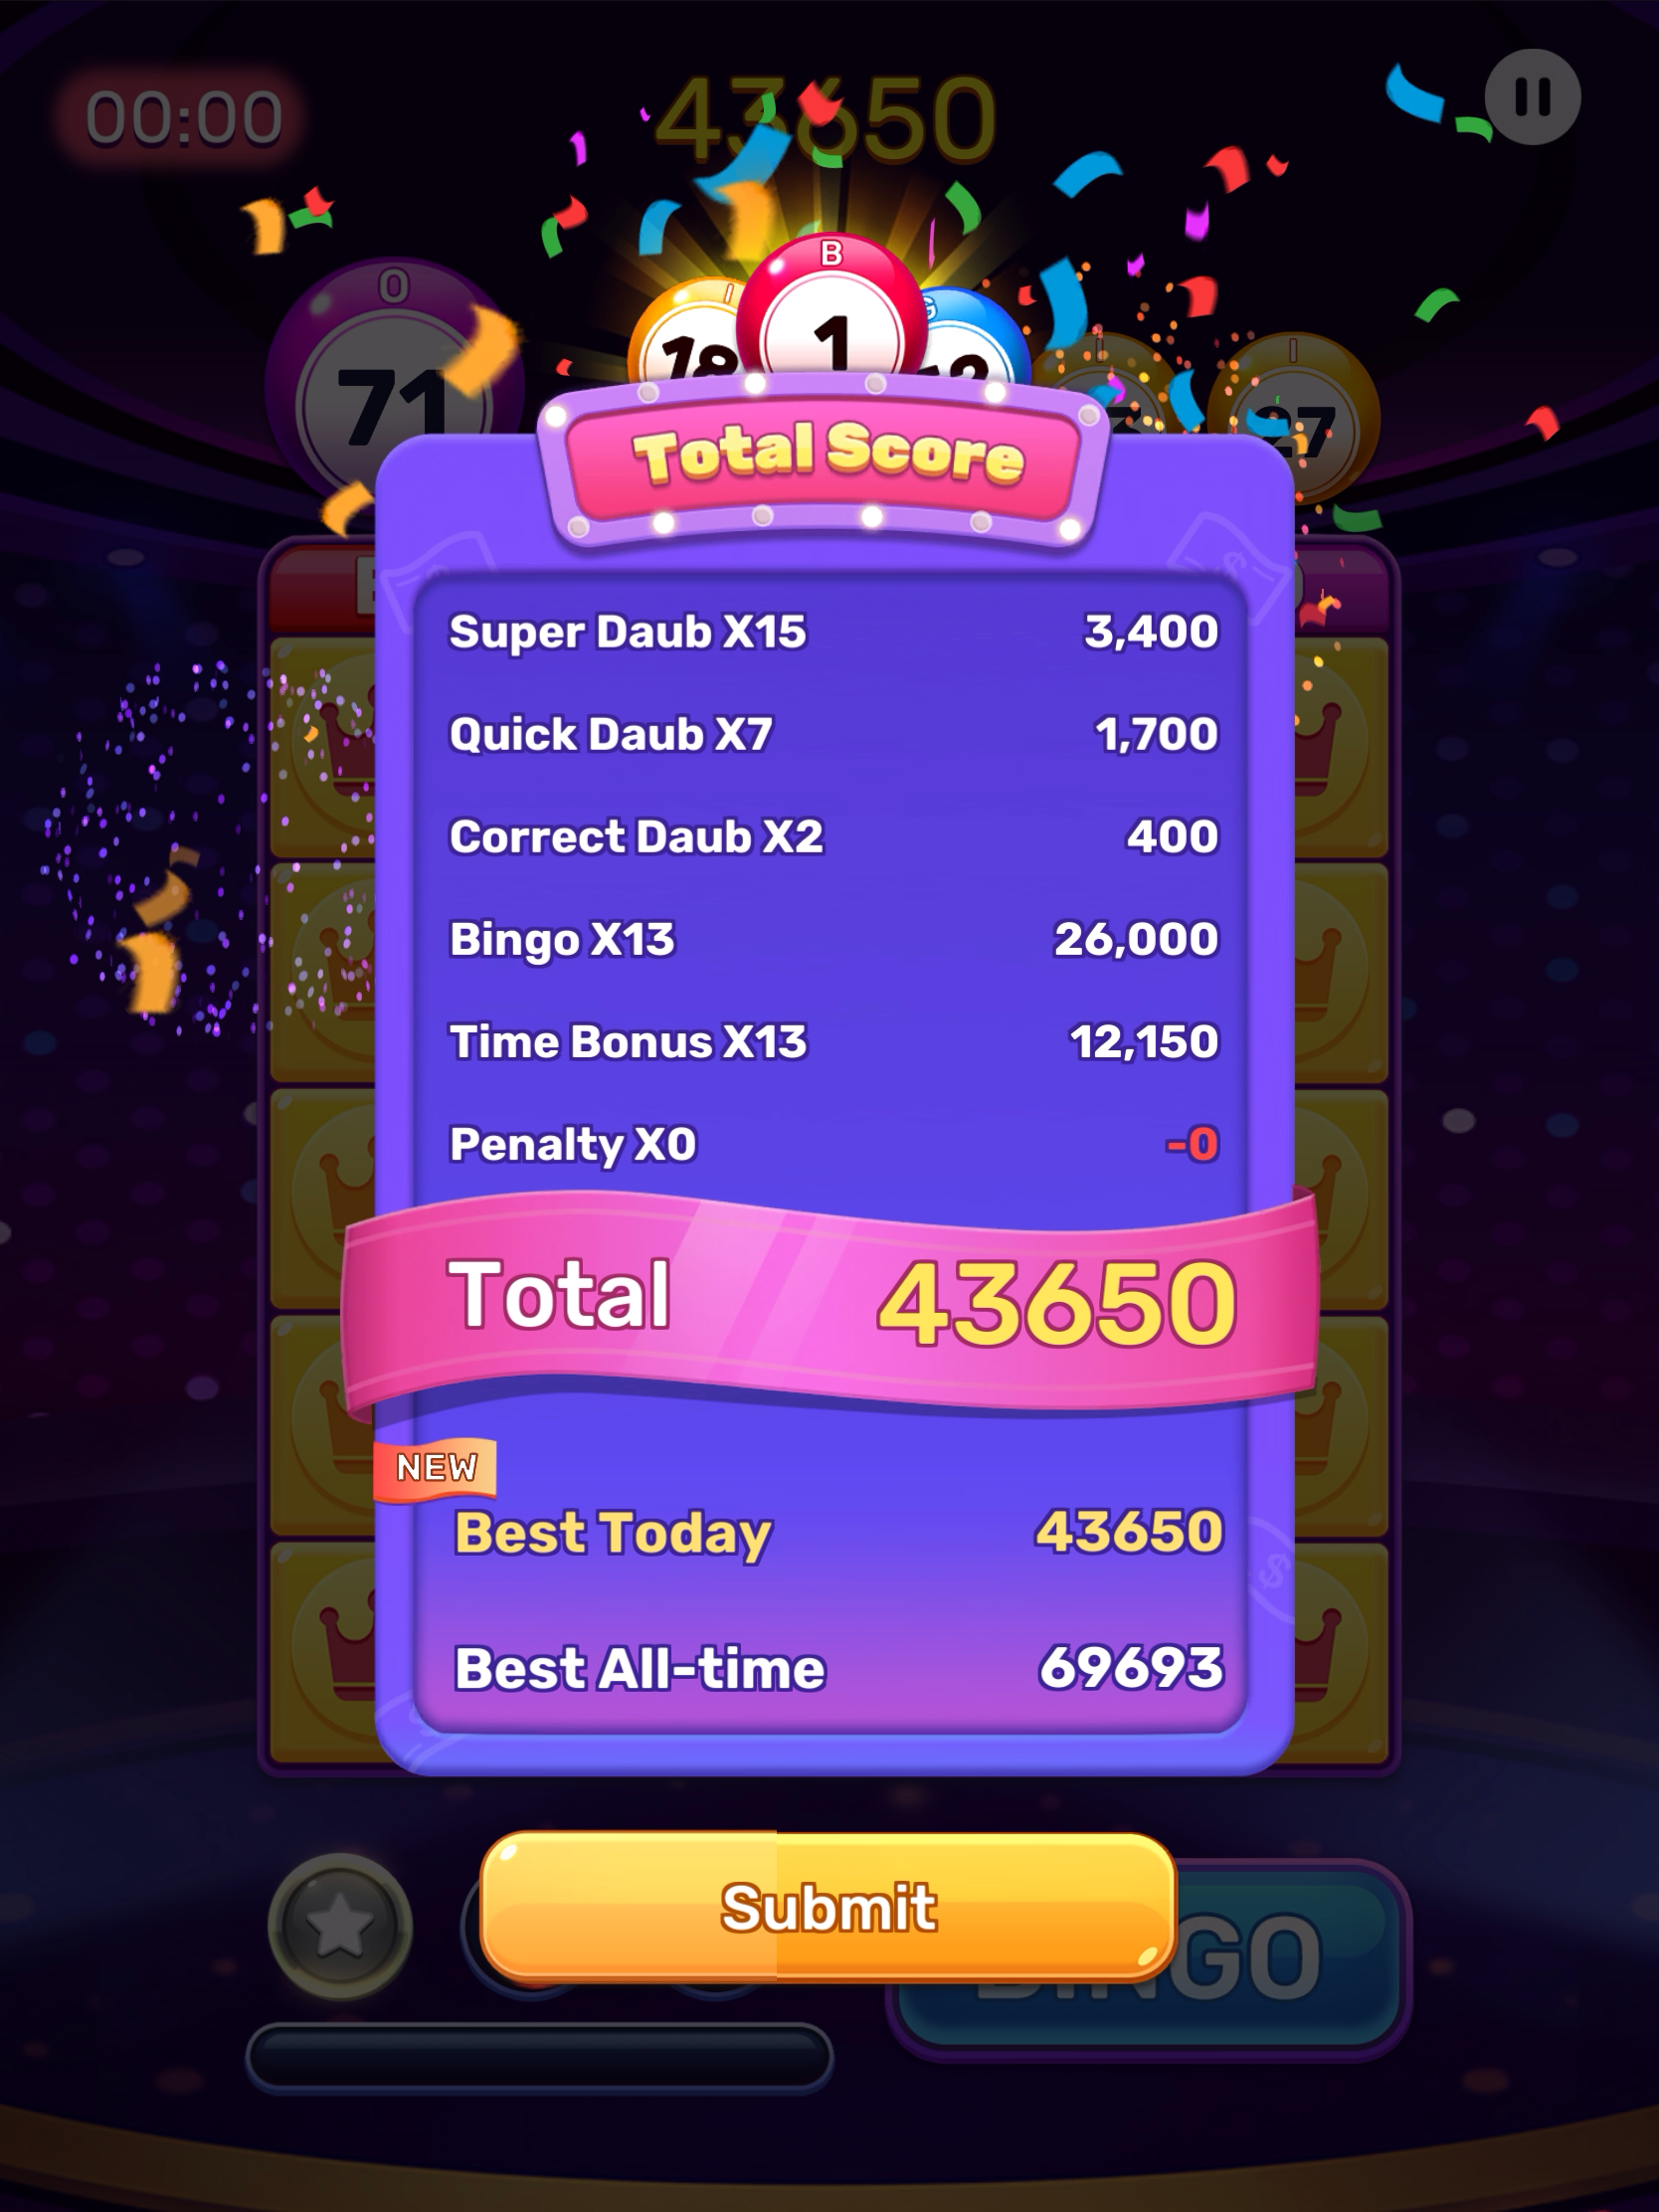 00:00
43650
O
71
I
18
B
1
G
I
I
27
Total Score
Super Daub X15 3,400
Quick Daub X7 1,700
Correct Daub X2 400
Bingo X13 26,000
Time Bonus X13 12,150
Penalty X0 -0
Total 43650
NEW
Best Today 43650
Best All-time 69693
Submit